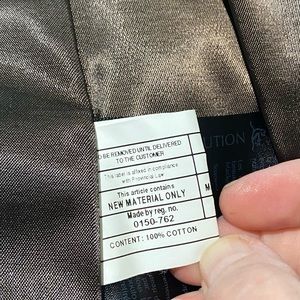 O BE REMOVED UNTIL DELIVERED
TO THE CUSTOMER
This label is affixed in compliance
with Provincial Law
This article contains
NEW MATERIAL ONLY
Made by reg. no.
0150-762
CONTENT: 100% COTTON
M
UTION